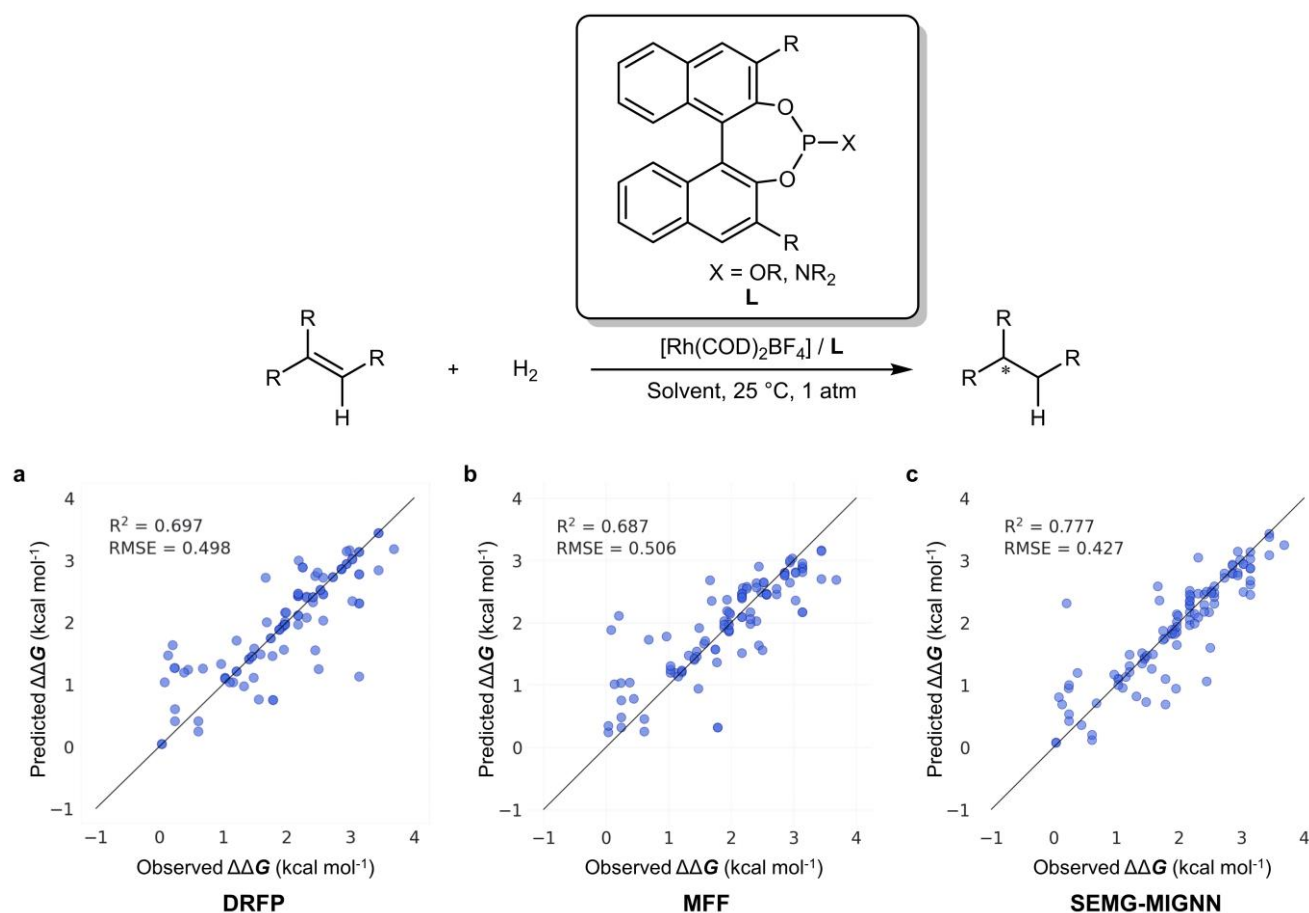 R
O
P–X
O
R
X = OR, NR₂
L
R
R
R
H
+
H₂
[Rh(COD)₂BF₄] / L
Solvent, 25 °C, 1 atm
R
R
*
R
H
a
R² = 0.697
RMSE = 0.498
4
3
2
1
0
−1
−1 0 1 2 3 4
Predicted ΔΔG (kcal mol⁻¹)
Observed ΔΔG (kcal mol⁻¹)
DRFP
b
R² = 0.687
RMSE = 0.506
4
3
2
1
0
−1
−1 0 1 2 3 4
Predicted ΔΔG (kcal mol⁻¹)
Observed ΔΔG (kcal mol⁻¹)
MFF
c
R² = 0.777
RMSE = 0.427
4
3
2
1
0
−1
−1 0 1 2 3 4
Predicted ΔΔG (kcal mol⁻¹)
Observed ΔΔG (kcal mol⁻¹)
SEMG-MIGNN